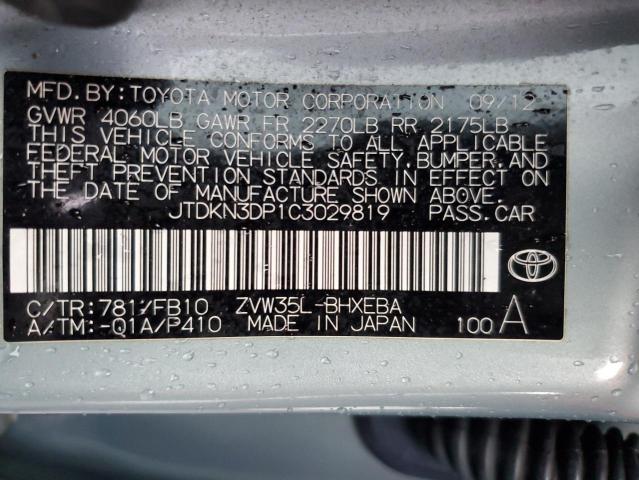 MFD. BY: TOYOTA MOTOR CORPORATION 09/12
GVWR 4060LB GAWR FR 2270LB RR 2175LB
THIS VEHICLE CONFORMS TO ALL APPLICABLE
FEDERAL MOTOR VEHICLE SAFETY, BUMPER, AND
THEFT PREVENTION STANDARDS IN EFFECT ON
THE DATE OF MANUFACTURE SHOWN ABOVE.
JTDKN3DP1C3029819 PASS. CAR
C/TR: 781/FB10 ZVW35L-BHXEBA
A/TM: -Q1A/P410 MADE IN JAPAN 100 A